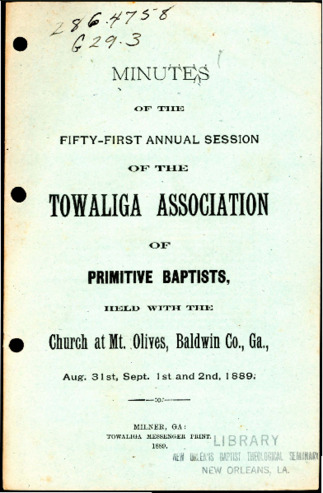 286.4758
G29.3
MINUTES
OF THE
FIFTY-FIRST ANNUAL SESSION
OF THE
TOWALIGA ASSOCIATION
OF
PRIMITIVE BAPTISTS,
HELD WITH THE
Church at Mt. Olives, Baldwin Co., Ga.,
Aug. 31st, Sept. 1st and 2nd, 1889.
MILNER, GA:
TOWALIGA MESSENGER PRINT.
1889.
LIBRARY
NEW ORLEANS BAPTIST THEOLOGICAL SEMINARY
NEW ORLEANS, LA.